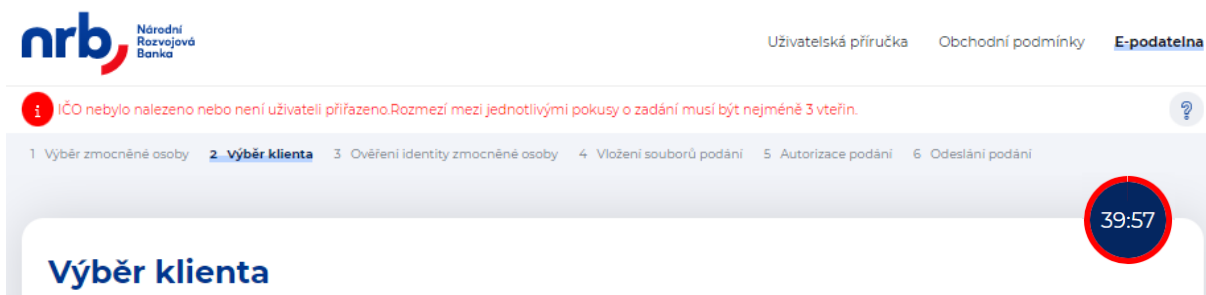 nrb
Národní
Rozvojová
Banka
Uživatelská příručka Obchodní podmínky E-podatelna
i IČO nebylo nalezeno nebo není uživateli přiřazeno.Rozmezí mezi jednotlivými pokusy o zadání musí být nejméně 3 vteřin. ?
1 Výběr zmocněné osoby 2 Výběr klienta 3 Ověření identity zmocněné osoby 4 Vložení souborů podání 5 Autorizace podání 6 Odeslání podání
39:57
Výběr klienta